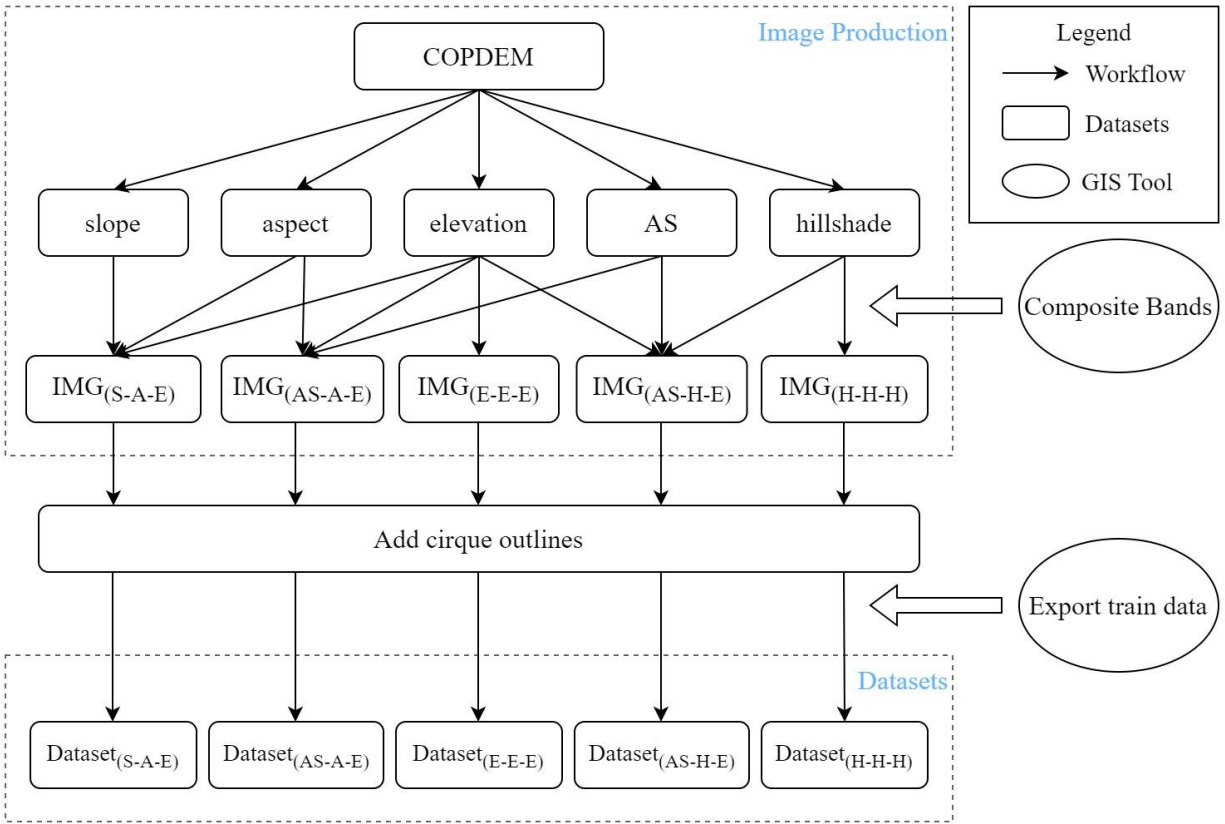 Image Production
COPDEM
Legend
Workflow
Datasets
GIS Tool
slope
aspect
elevation
AS
hillshade
Composite Bands
IMG(S-A-E)
IMG(AS-A-E)
IMG(E-E-E)
IMG(AS-H-E)
IMG(H-H-H)
Add cirque outlines
Export train data
Datasets
Dataset(S-A-E)
Dataset(AS-A-E)
Dataset(E-E-E)
Dataset(AS-H-E)
Dataset(H-H-H)